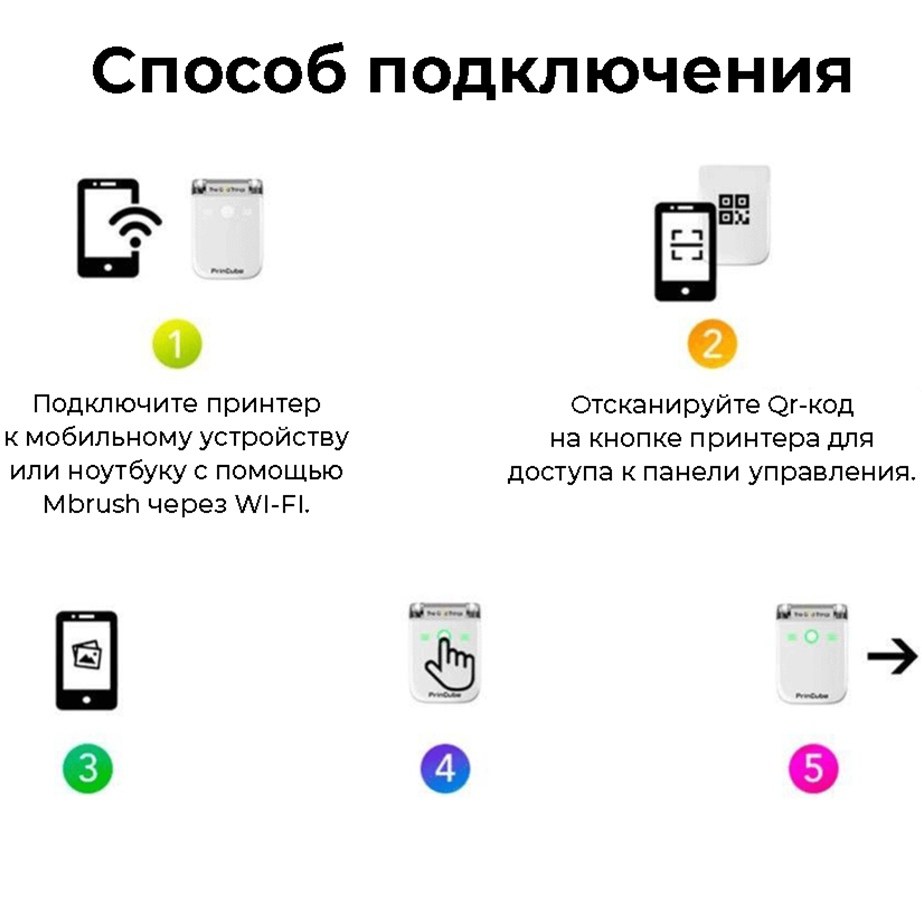 Способ подключения
PrinCube
1
2
Подключите принтер
к мобильному устройству
или ноутбуку с помощью
Mbrush через WI-FI.
Отсканируйте Qr-код
на кнопке принтера для
доступа к панели управления.
PrinCube
PrinCube
3
4
5